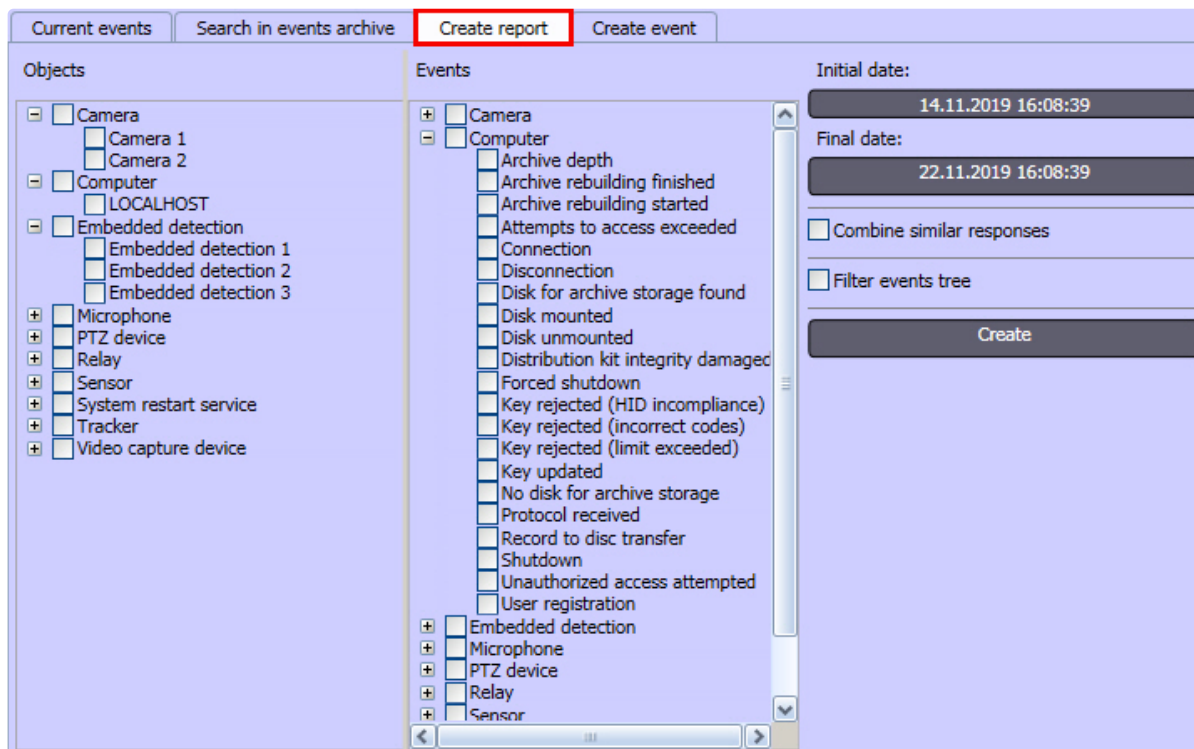 Current events
Search in events archive
Create report
Create event
Objects
Camera
Camera 1
Camera 2
Computer
LOCALHOST
Embedded detection
Embedded detection 1
Embedded detection 2
Embedded detection 3
Microphone
PTZ device
Relay
Sensor
System restart service
Tracker
Video capture device
Events
Camera
Computer
Archive depth
Archive rebuilding finished
Archive rebuilding started
Attempts to access exceeded
Connection
Disconnection
Disk for archive storage found
Disk mounted
Disk unmounted
Distribution kit integrity damaged
Forced shutdown
Key rejected (HID incompliance)
Key rejected (incorrect codes)
Key rejected (limit exceeded)
Key updated
No disk for archive storage
Protocol received
Record to disc transfer
Shutdown
Unauthorized access attempted
User registration
Embedded detection
Microphone
PTZ device
Relay
Sensor
Initial date:
14.11.2019 16:08:39
Final date:
22.11.2019 16:08:39
Combine similar responses
Filter events tree
Create